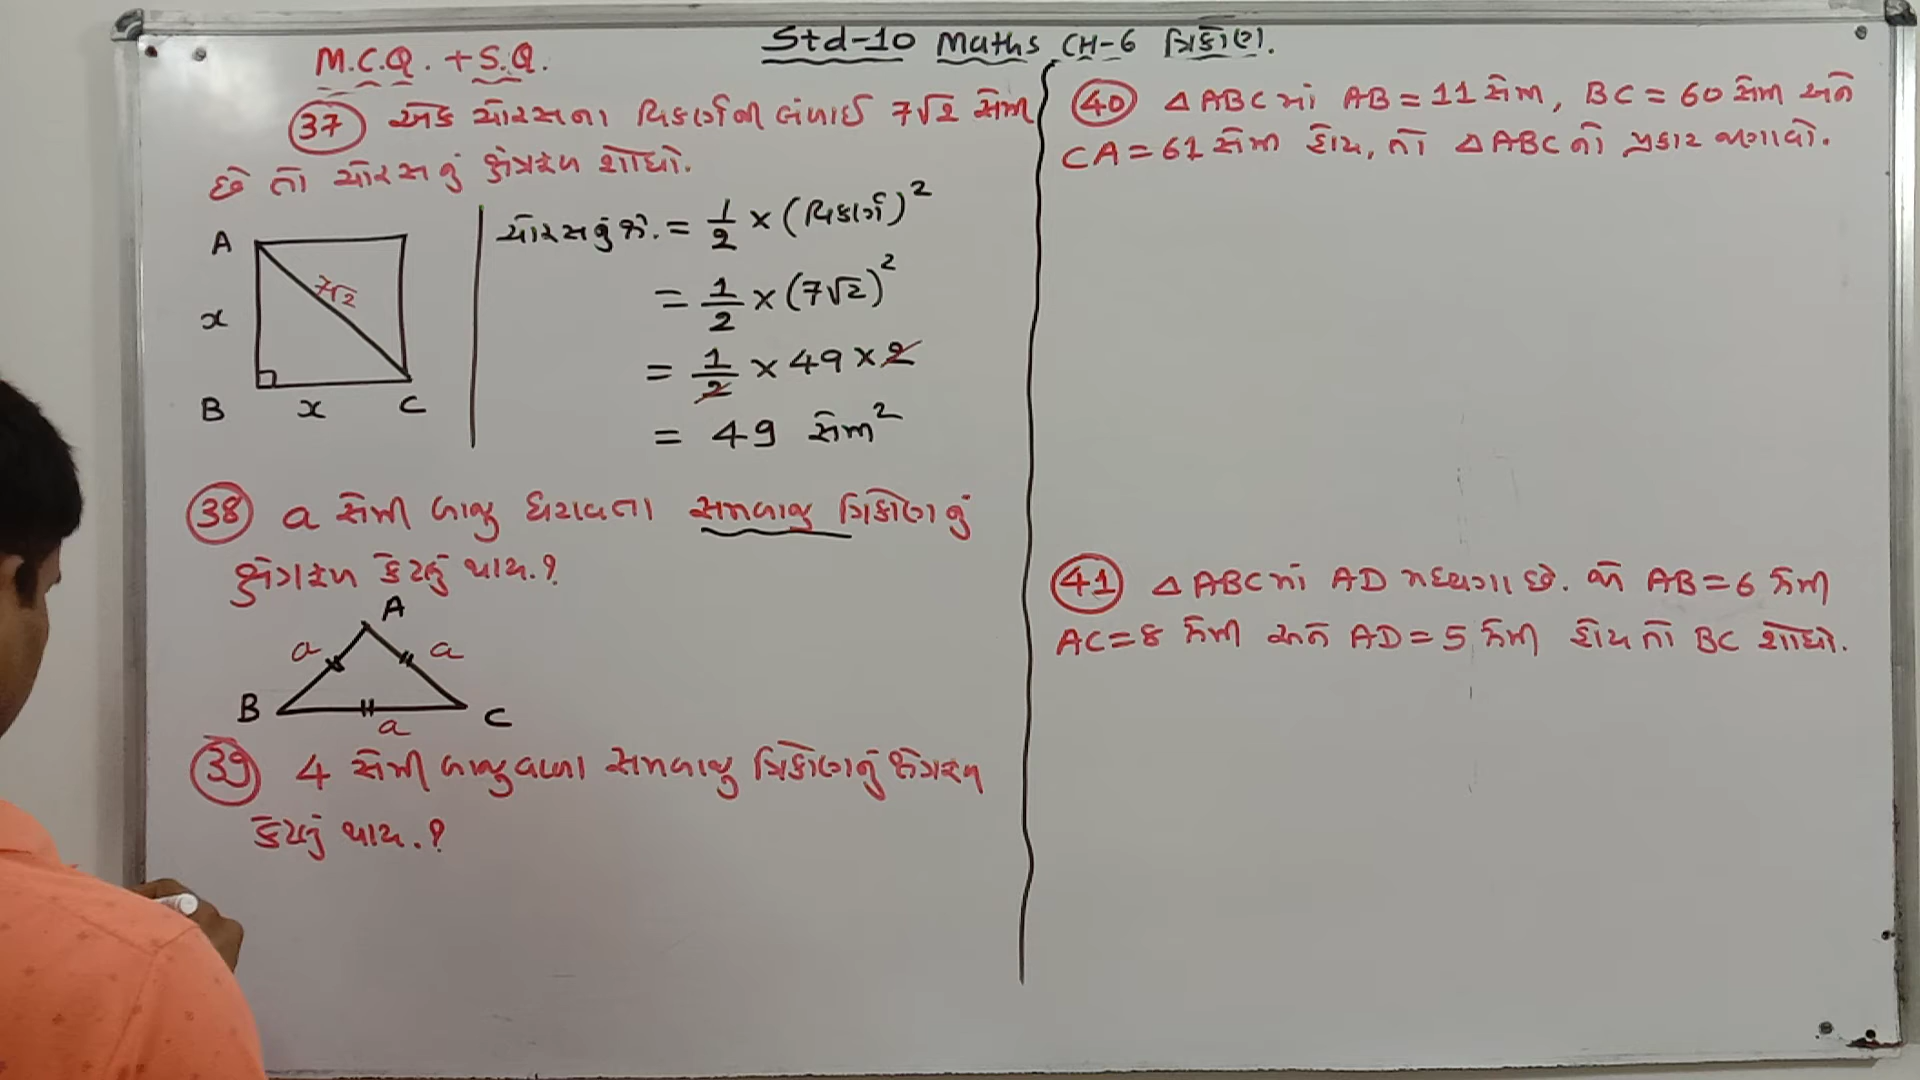 Std-10 Maths CH-6 ત્રિકોણ.
M.C.Q. + S.Q.
37 એક ચોરસના વિકર્ણની લંબાઈ 7√2 સેમી
છે તો ચોરસનું ક્ષેત્રફળ શોધો.
A
7√2
x
B x C
ચોરસનું ક્ષે. = 1/2 × (વિકર્ણ)²
= 1/2 × (7√2)²
= 1/2 × 49 × 2
= 49 સેમી²
38 a સેમી બાજુ ધરાવતા સમબાજુ ત્રિકોણનું
ક્ષેત્રફળ કેટલું થાય.?
A
a a
B C
a
39 4 સેમી બાજુવાળા સમબાજુ ત્રિકોણનું ક્ષેત્રફળ
કેટલું થાય.?
40 △ABC માં AB = 11 સેમી, BC = 60 સેમી અને
CA = 61 સેમી હોય, તો △ABC નો પ્રકાર જણાવો.
41 △ABC માં AD મધ્યગા છે. જો AB = 6 સેમી
AC = 8 સેમી અને AD = 5 સેમી હોય તો BC શોધો.